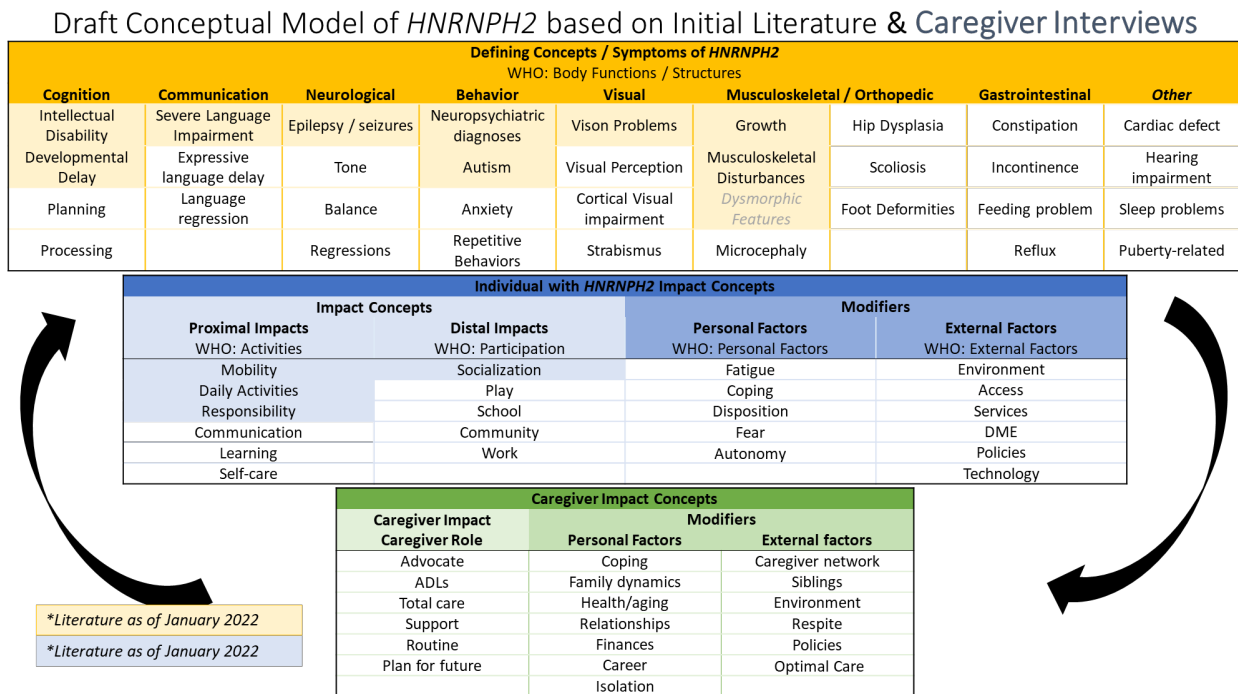 Draft Conceptual Model of HNRNPH2 based on Initial Literature & Caregiver Interviews
Defining Concepts / Symptoms of HNRNPH2
WHO: Body Functions / Structures
Cognition Communication Neurological Behavior Visual Musculoskeletal / Orthopedic Gastrointestinal Other
Intellectual Disability Severe Language Impairment Epilepsy / seizures Neuropsychiatric diagnoses Vison Problems Growth Hip Dysplasia Constipation Cardiac defect
Developmental Delay Expressive language delay Tone Autism Visual Perception Musculoskeletal Disturbances Scoliosis Incontinence Hearing impairment
Planning Language regression Balance Anxiety Cortical Visual impairment Dysmorphic Features Foot Deformities Feeding problem Sleep problems
Processing Regressions Repetitive Behaviors Strabismus Microcephaly Reflux Puberty-related
Individual with HNRNPH2 Impact Concepts
Impact Concepts Modifiers
Proximal Impacts Distal Impacts Personal Factors External Factors
WHO: Activities WHO: Participation WHO: Personal Factors WHO: External Factors
Mobility Socialization Fatigue Environment
Daily Activities Play Coping Access
Responsibility School Disposition Services
Communication Community Fear DME
Learning Work Autonomy Policies
Self-care Technology
Caregiver Impact Concepts
Caregiver Impact Modifiers
Caregiver Role Personal Factors External factors
Advocate Coping Caregiver network
ADLs Family dynamics Siblings
Total care Health/aging Environment
Support Relationships Respite
Routine Finances Policies
Plan for future Career Optimal Care
Isolation
*Literature as of January 2022
*Literature as of January 2022